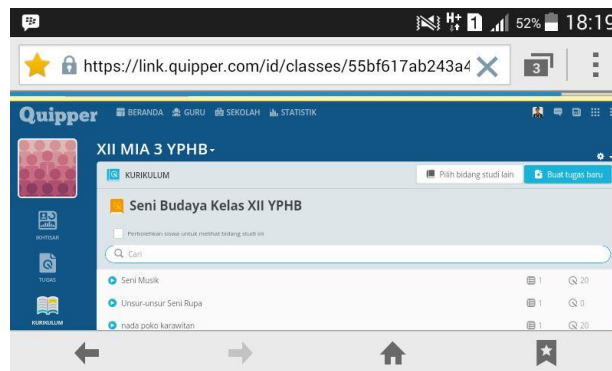 H+ 1 52% 18:19
https://link.quipper.com/id/classes/55bf617ab243a4 3
Quipper BERANDA GURU SEKOLAH STATISTIK
XII MIA 3 YPHB
KURIKULUM Pilih bidang studi lain Buat tugas baru
Seni Budaya Kelas XII YPHB
IKHTISAR
Perbolehkan siswa untuk melihat bidang studi ini
Cari
TUGAS
Seni Musik 1 20
Unsur-unsur Seni Rupa 1 0
KURIKULUM
nada poko karawitan 1 20